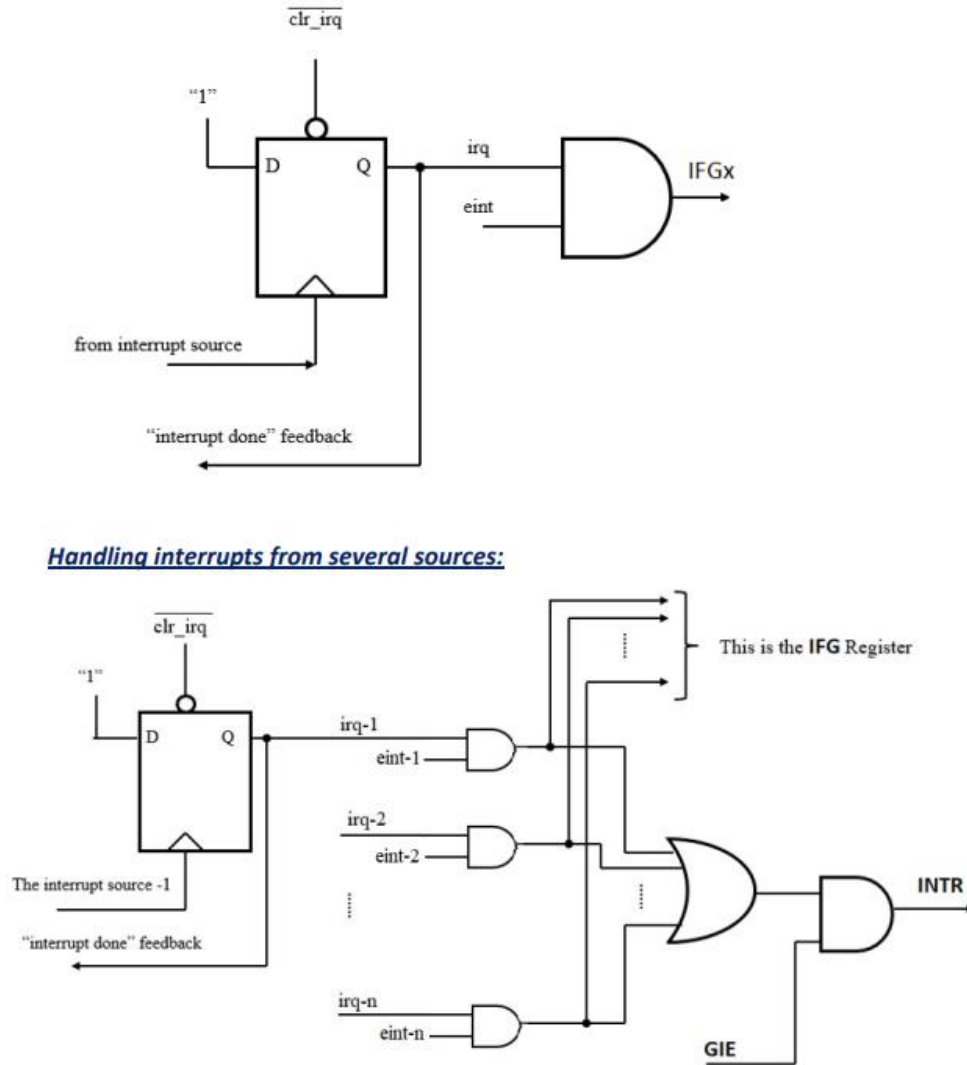 clr_irq
“1”
D
Q
irq
IFGx
eint
from interrupt source
“interrupt done” feedback
Handling interrupts from several sources:
clr_irq
This is the IFG Register
“1”
D
Q
irq-1
eint-1
irq-2
eint-2
The interrupt source -1
INTR
“interrupt done” feedback
irq-n
eint-n
GIE